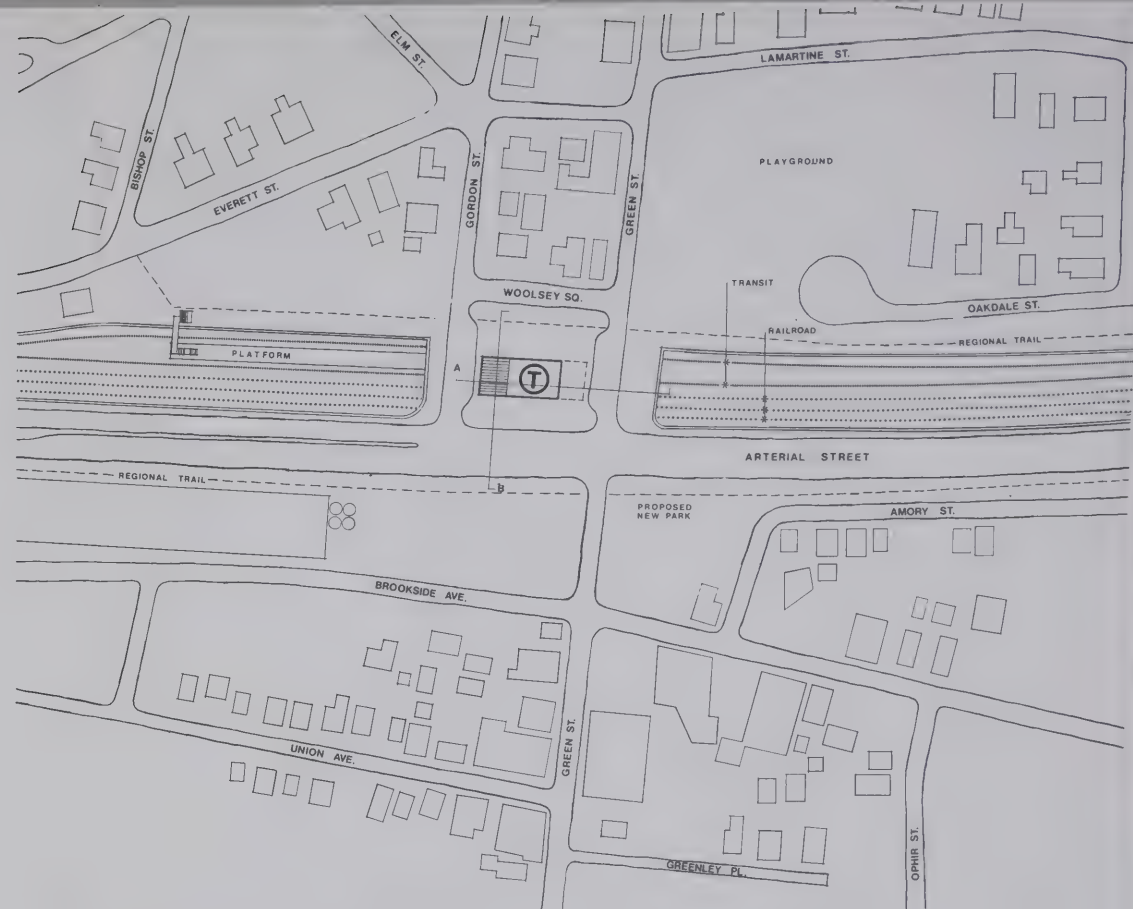 ELM ST.
LAMARTINE ST.
BISHOP ST.
EVERETT ST.
GORDON ST.
GREEN ST.
PLAYGROUND
WOOLSEY SQ.
TRANSIT
OAKDALE ST.
RAILROAD
REGIONAL TRAIL
PLATFORM
A
T
ARTERIAL STREET
REGIONAL TRAIL
B
PROPOSED
NEW PARK
AMORY ST.
BROOKSIDE AVE.
UNION AVE.
GREEN ST.
GREENLEY PL.
OPHIR ST.